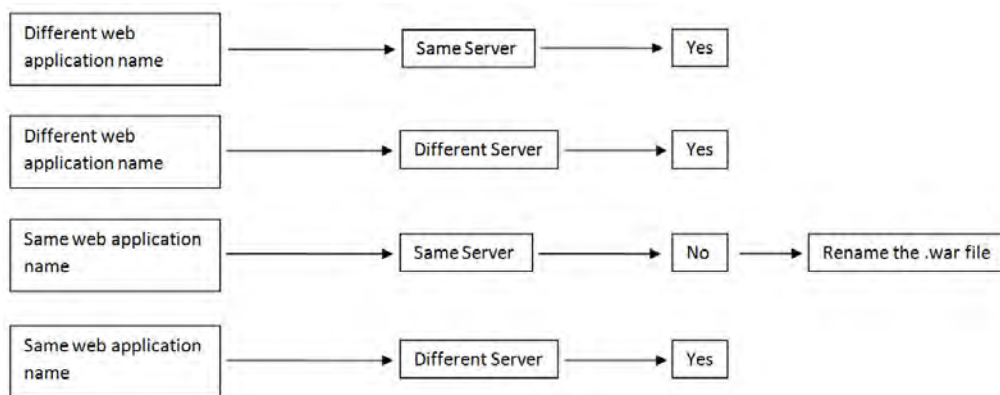 Different web
application name
Same Server
Yes
Different web
application name
Different Server
Yes
Same web application
name
Same Server
No
Rename the .war file
Same web application
name
Different Server
Yes